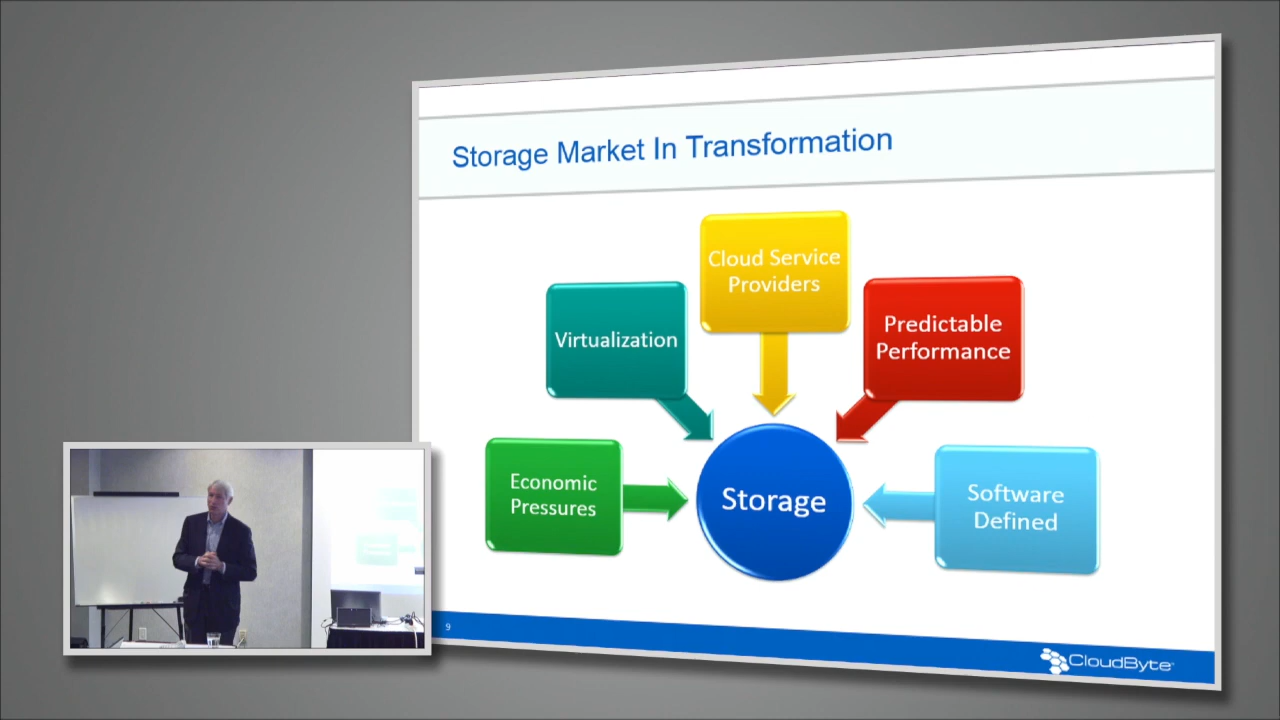 Storage Market In Transformation
Cloud Service
Providers
Virtualization
Predictable
Performance
Economic
Pressures
Storage
Software
Defined
9
CloudByte